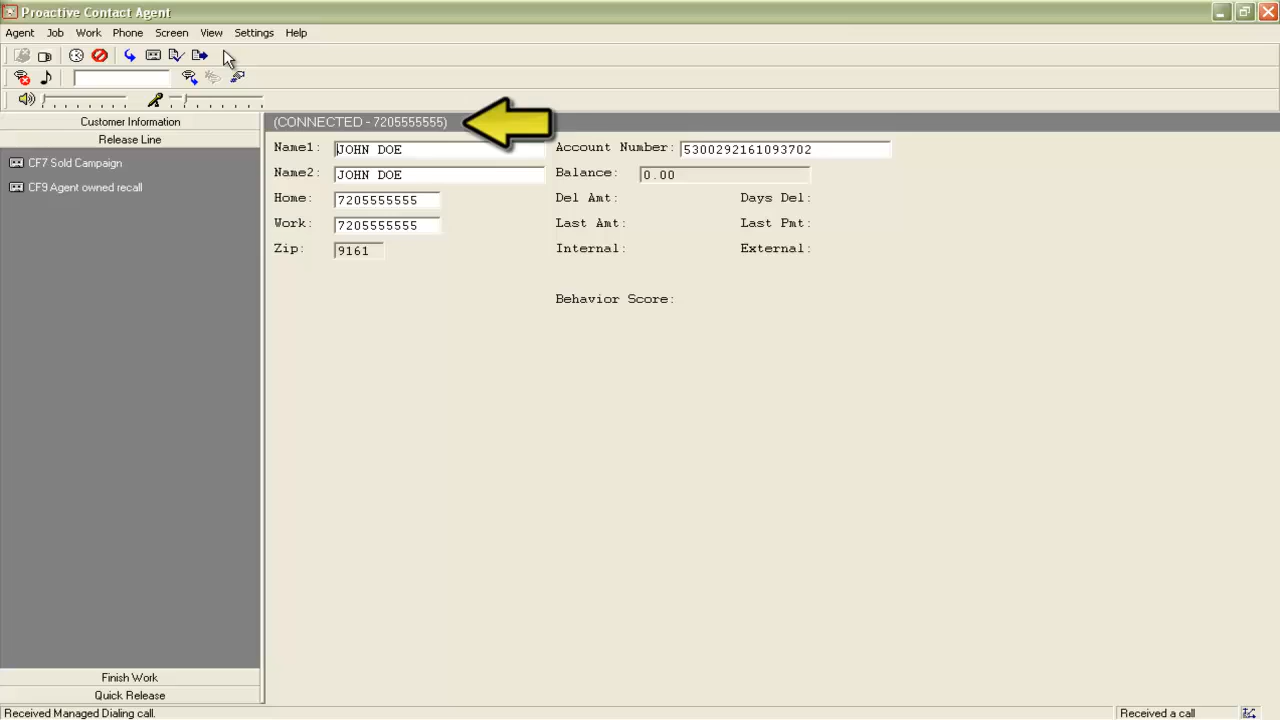 Proactive Contact Agent
Agent Job Work Phone Screen View Settings Help
Customer Information
Release Line
CF7 Sold Campaign
CF9 Agent owned recall
Finish Work
Quick Release
(CONNECTED - 7205555555)
Name1: JOHN DOE Account Number: 5300292161093702
Name2: JOHN DOE Balance: 0.00
Home: 7205555555 Del Amt: Days Del:
Work: 7205555555 Last Amt: Last Pmt:
Zip: 9161 Internal: External:
Behavior Score:
Received Managed Dialing call. Received a call